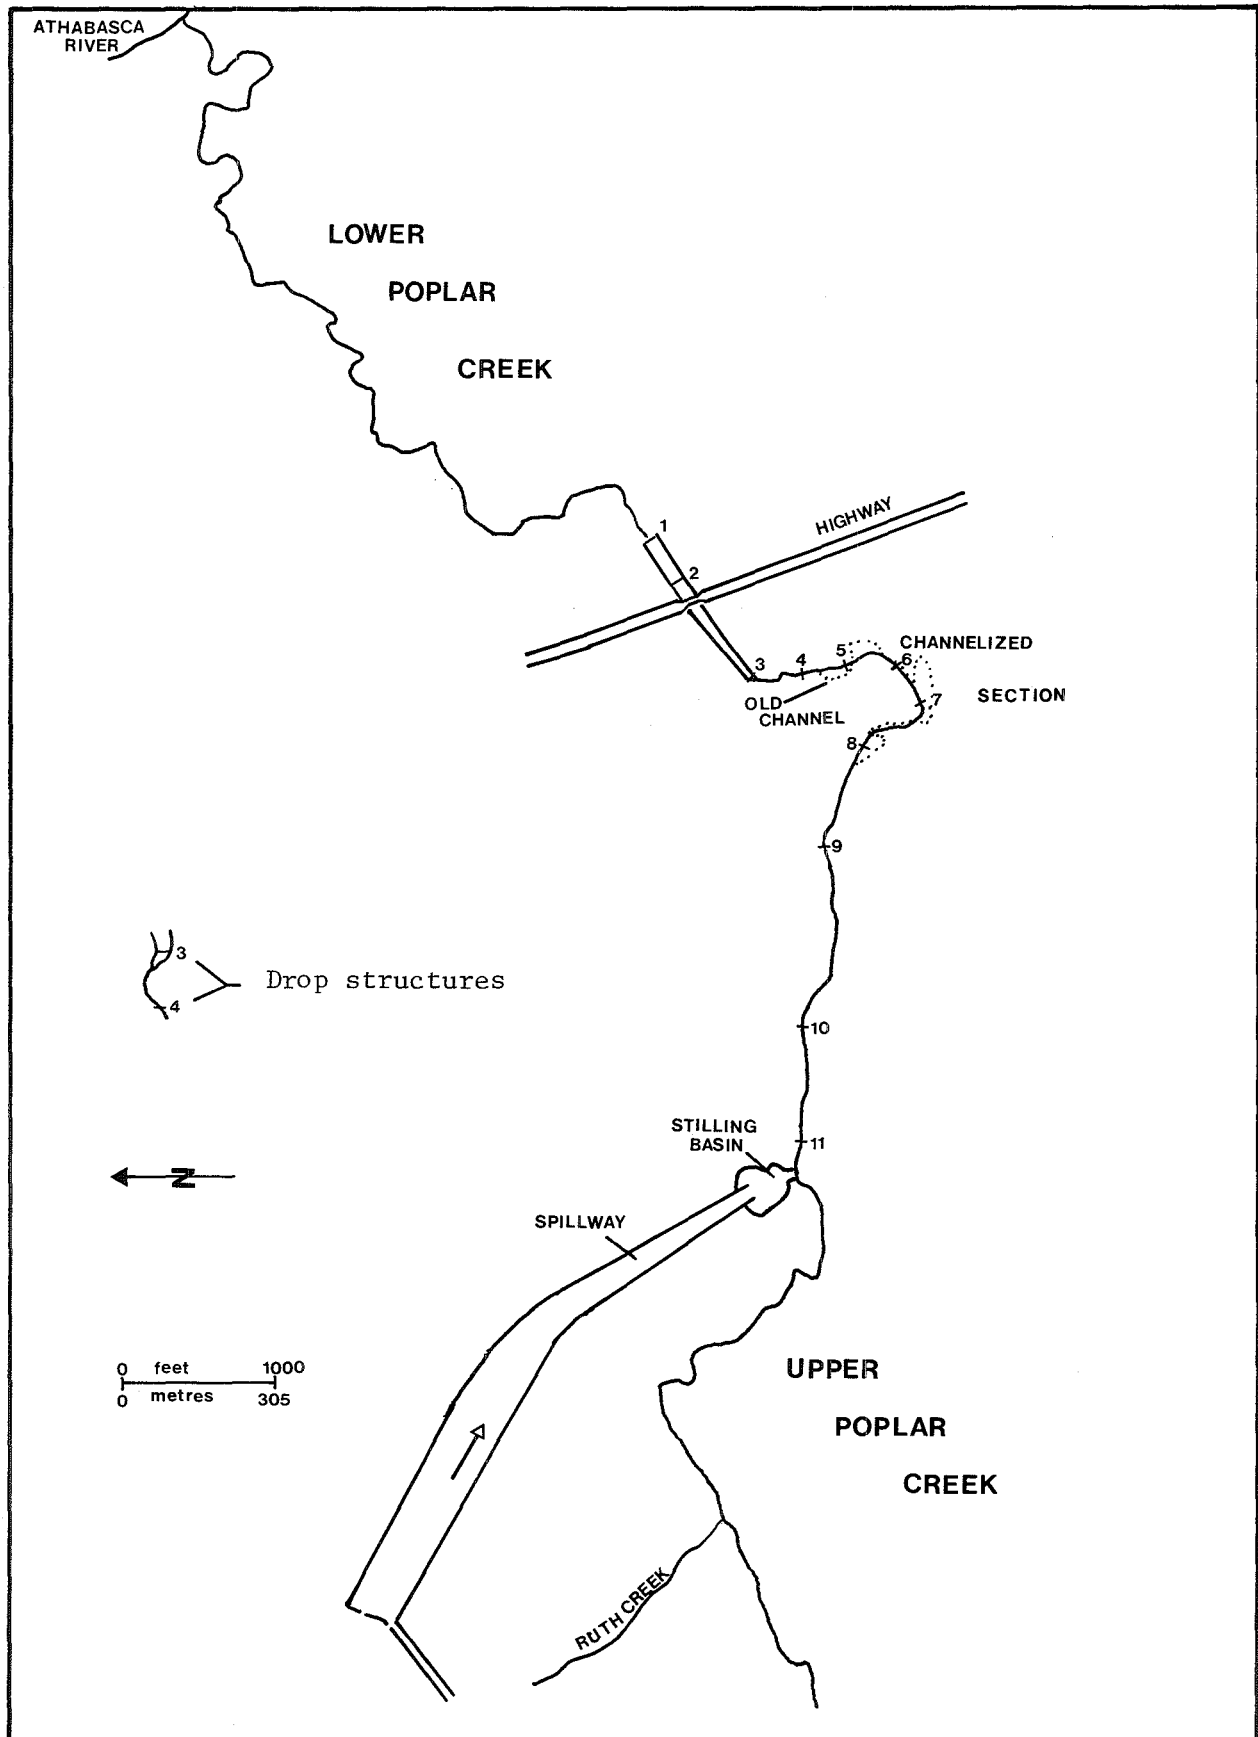 ATHABASCA
RIVER
LOWER
POPLAR
CREEK
HIGHWAY
1
2
3
4
5
6
7
8
9
10
11
CHANNELIZED
SECTION
OLD
CHANNEL
3
4
Drop structures
N
STILLING
BASIN
SPILLWAY
0 feet 1000
0 metres 305
UPPER
POPLAR
CREEK
RUTH CREEK